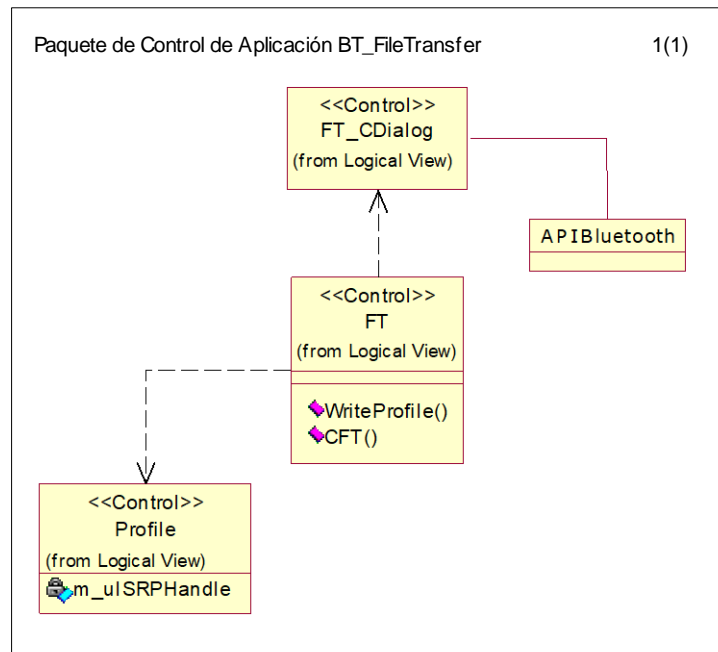 Paquete de Control de Aplicación BT_FileTransfer 1(1)
<<Control>>
FT_CDialog
(from Logical View)
APIBluetooth
<<Control>>
FT
(from Logical View)
WriteProfile()
CFT()
<<Control>>
Profile
(from Logical View)
m_ulSRPHandle